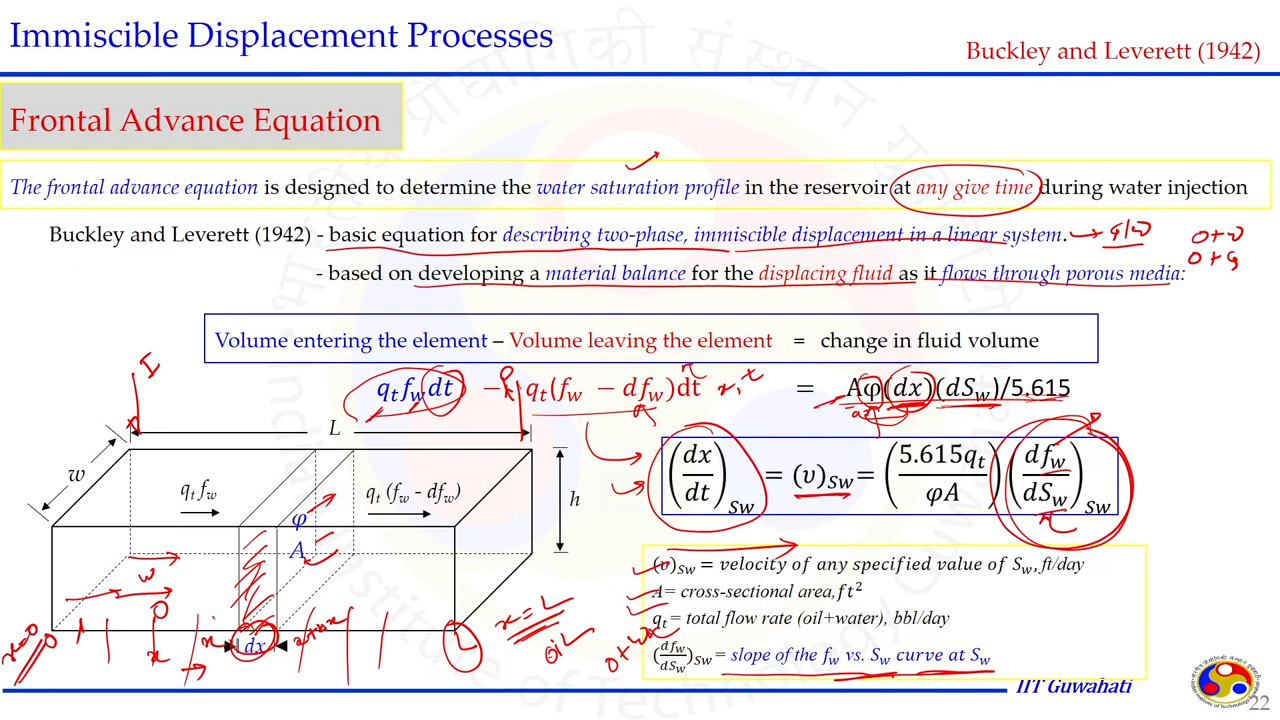 Immiscible Displacement Processes
Buckley and Leverett (1942)
Frontal Advance Equation
The frontal advance equation is designed to determine the water saturation profile in the reservoir at any give time during water injection
Buckley and Leverett (1942) - basic equation for describing two-phase, immiscible displacement in a linear system.
O+W
O+G
- based on developing a material balance for the displacing fluid as it flows through porous media:
Volume entering the element – Volume leaving the element = change in fluid volume
I
q_t f_w dt − q_t(f_w − df_w)dt = Aφ(dx)(dS_w)/5.615
x, t
L
w
q_t f_w
q_t (f_w - df_w)
h
φ
A
(dx/dt)_Sw = (υ)_Sw = (5.615q_t/φA)(df_w/dS_w)_Sw
(υ)_Sw = velocity of any specified value of S_w, ft/day
A= cross-sectional area, ft²
q_t= total flow rate (oil+water), bbl/day
(df_w/dS_w)_Sw = slope of the f_w vs. S_w curve at S_w
w
O
x=0
x
x
dx
x+dx
L
x=L
oil
IIT Guwahati
22